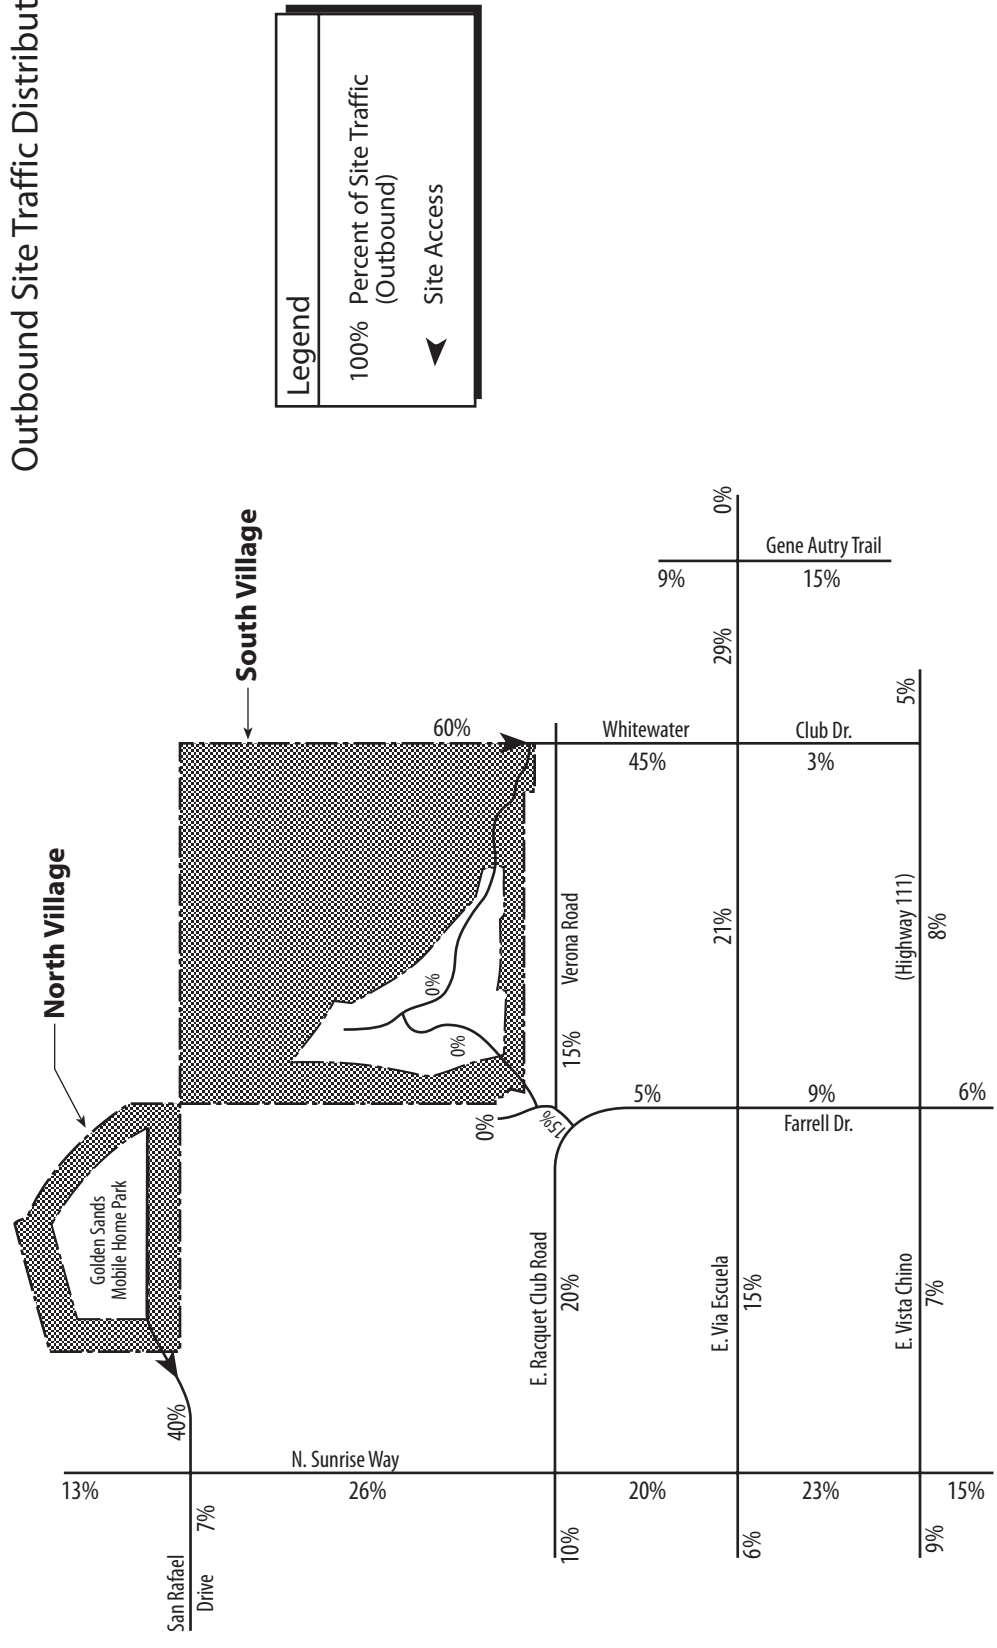 Outbound Site Traffic Distribut
Legend
100% Percent of Site Traffic
(Outbound)
Site Access
North Village
South Village
Golden Sands
Mobile Home Park
San Rafael
Drive
40%
7%
13%
N. Sunrise Way
26%
20%
23%
15%
60%
0%
0%
0%
15%
Verona Road
15%
E. Racquet Club Road
20%
10%
Whitewater
45%
Club Dr.
3%
5%
9%
Farrell Dr.
6%
E. Via Escuela
15%
6%
21%
29%
0%
Gene Autry Trail
9%
15%
(Highway 111)
8%
5%
E. Vista Chino
7%
9%